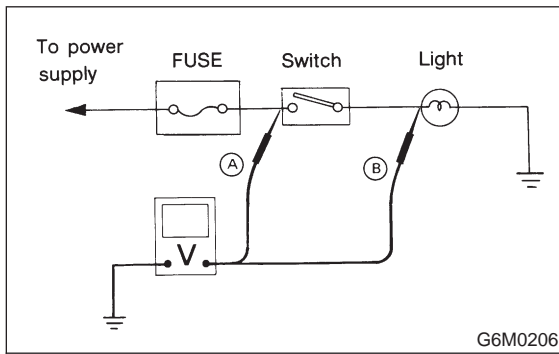 To power
supply
FUSE
Switch
Light
A
B
V
G6M0206